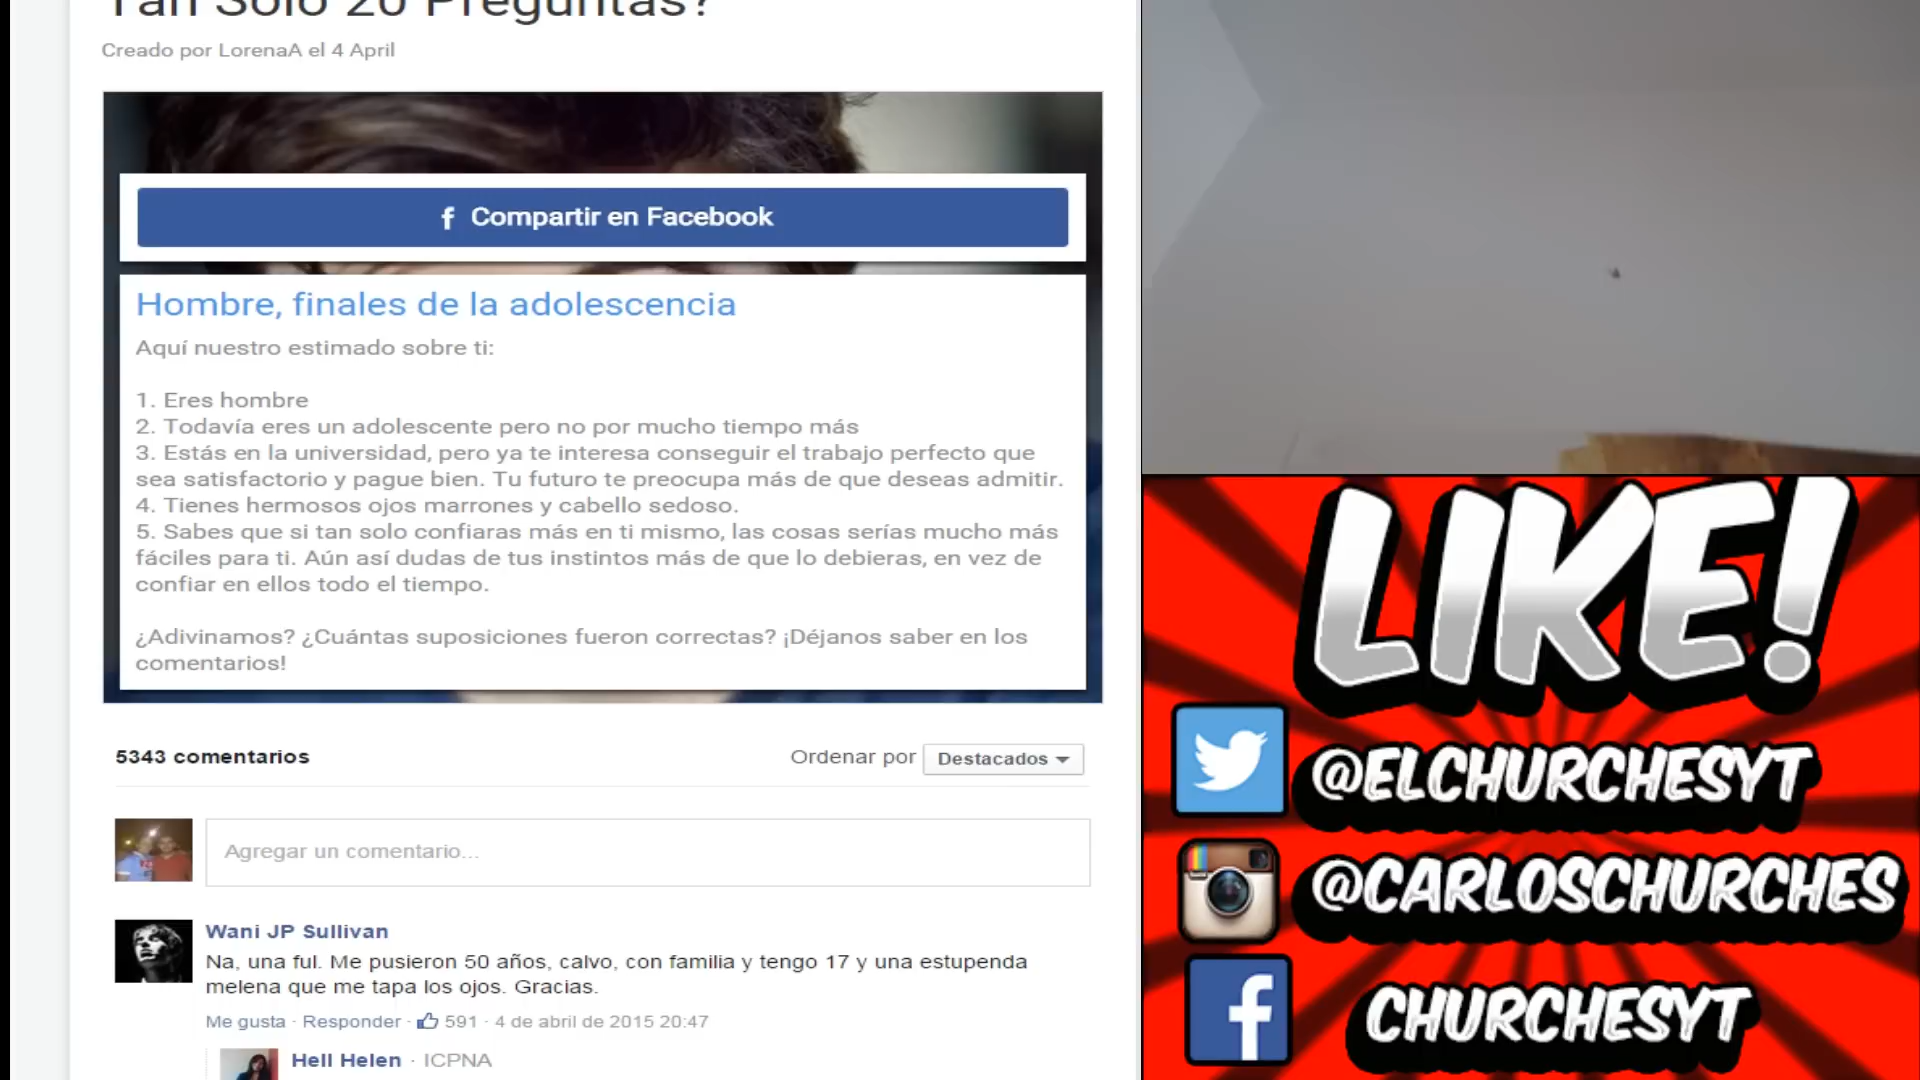 Tan Solo 20 Preguntas?
Creado por LorenaA el 4 April
f Compartir en Facebook
Hombre, finales de la adolescencia
Aquí nuestro estimado sobre ti:
1. Eres hombre
2. Todavía eres un adolescente pero no por mucho tiempo más
3. Estás en la universidad, pero ya te interesa conseguir el trabajo perfecto que
sea satisfactorio y pague bien. Tu futuro te preocupa más de que deseas admitir.
4. Tienes hermosos ojos marrones y cabello sedoso.
5. Sabes que si tan solo confiaras más en ti mismo, las cosas serías mucho más
fáciles para ti. Aún así dudas de tus instintos más de que lo debieras, en vez de
confiar en ellos todo el tiempo.
¿Adivinamos? ¿Cuántas suposiciones fueron correctas? ¡Déjanos saber en los
comentarios!
5343 comentarios
Ordenar por Destacados
Agregar un comentario...
Wani JP Sullivan
Na, una ful. Me pusieron 50 años, calvo, con familia y tengo 17 y una estupenda
melena que me tapa los ojos. Gracias.
Me gusta · Responder · 591 · 4 de abril de 2015 20:47
Hell Helen · ICPNA
LIKE!
@ELCHURCHESYT
@CARLOSCHURCHES
f CHURCHESYT